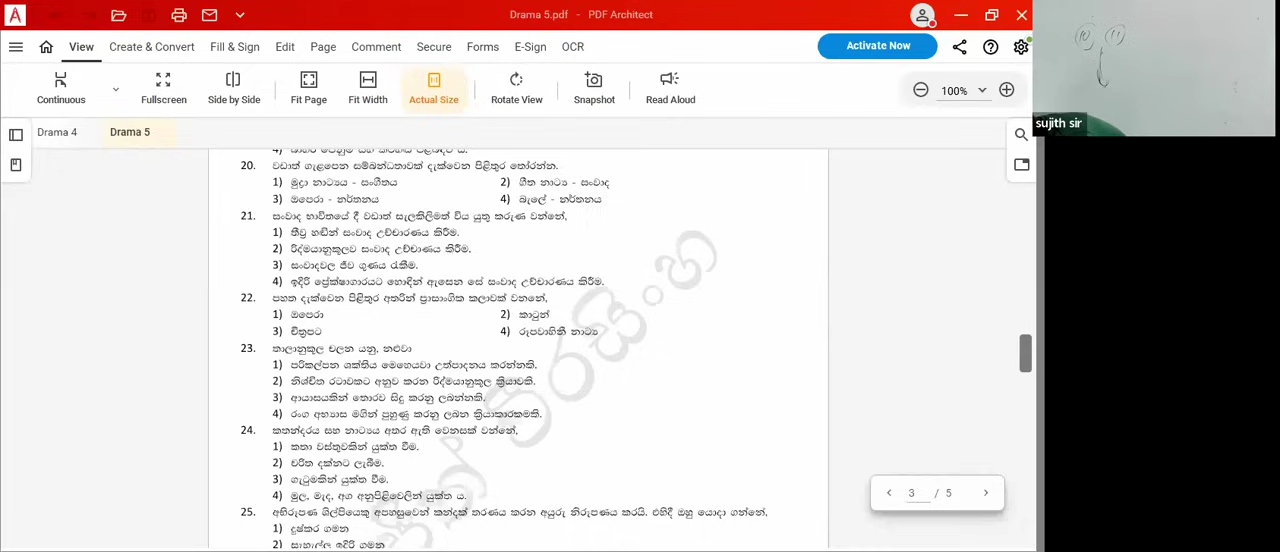 Drama 5.pdf - PDF Architect
View Create & Convert Fill & Sign Edit Page Comment Secure Forms E-Sign OCR
Activate Now
Continuous Fullscreen Side by Side Fit Page Fit Width Actual Size Rotate View Snapshot Read Aloud
100%
Drama 4 Drama 5
sujith sir
20. වඩාත් ගැළපෙන සම්බන්ධතාවක් දැක්වෙන පිළිතුර තෝරන්න.
1) මුද්‍රා නාට්‍යය - සංගීතය 2) ගීත නාට්‍ය - සංවාද
3) ඔපෙරා - නර්තනය 4) බැලේ - නර්තනය
21. සංවාද භාවිතයේ දී වඩාත් සැලකිලිමත් විය යුතු කරුණ වන්නේ,
1) තීව්‍ර හඬින් සංවාද උච්චාරණය කිරීම.
2) රිද්මයානුකූලව සංවාද උච්චාණය කිරීම.
3) සංවාදවල ජීව ගුණය රැකීම.
4) ඉදිරි ප්‍රේක්ෂාගාරයට හොඳින් ඇසෙන සේ සංවාද උච්චාරණය කිරීම.
22. පහත දැක්වෙන පිළිතුර අතරින් ප්‍රාසාංගික කලාවක් වනනේ,
1) ඔපෙරා 2) කාටූන්
3) චිත්‍රපට 4) රූපවාහිනී නාට්‍ය
23. තාලානුකූල චලන යනු, නළුවා
1) පරිකල්පන ශක්තිය මෙහෙයවා උත්පාදනය කරන්නකි.
2) නිශ්චිත රටාවකට අනුව කරන රිද්මයානුකූල ක්‍රියාවකි.
3) ආයාසයකින් තොරව සිදු කරනු ලබන්නකි.
4) රංග අභ්‍යාස මගින් පුහුණු කරනු ලබන ක්‍රියාකාරකමකි.
24. කතන්දරය සහ නාට්‍යය අතර ඇති වෙනසක් වන්නේ,
1) කතා වස්තුවකින් යුක්ත වීම.
2) චරිත දක්නට ලැබීම.
3) ගැටුමකින් යුක්ත වීම.
4) මුල, මැද, අග අනුපිළිවෙලින් යුක්ත ය.
25. අභිරූපණ ශිල්පියෙකු අපහසුවෙන් කන්දක් තරණය කරන අයුරු නිරූපණය කරයි. එහිදී ඔහු යොදා ගන්නේ,
1) දුෂ්කර ගමන
2) සැහැල්ල ඉදිරි ගමන
3 / 5